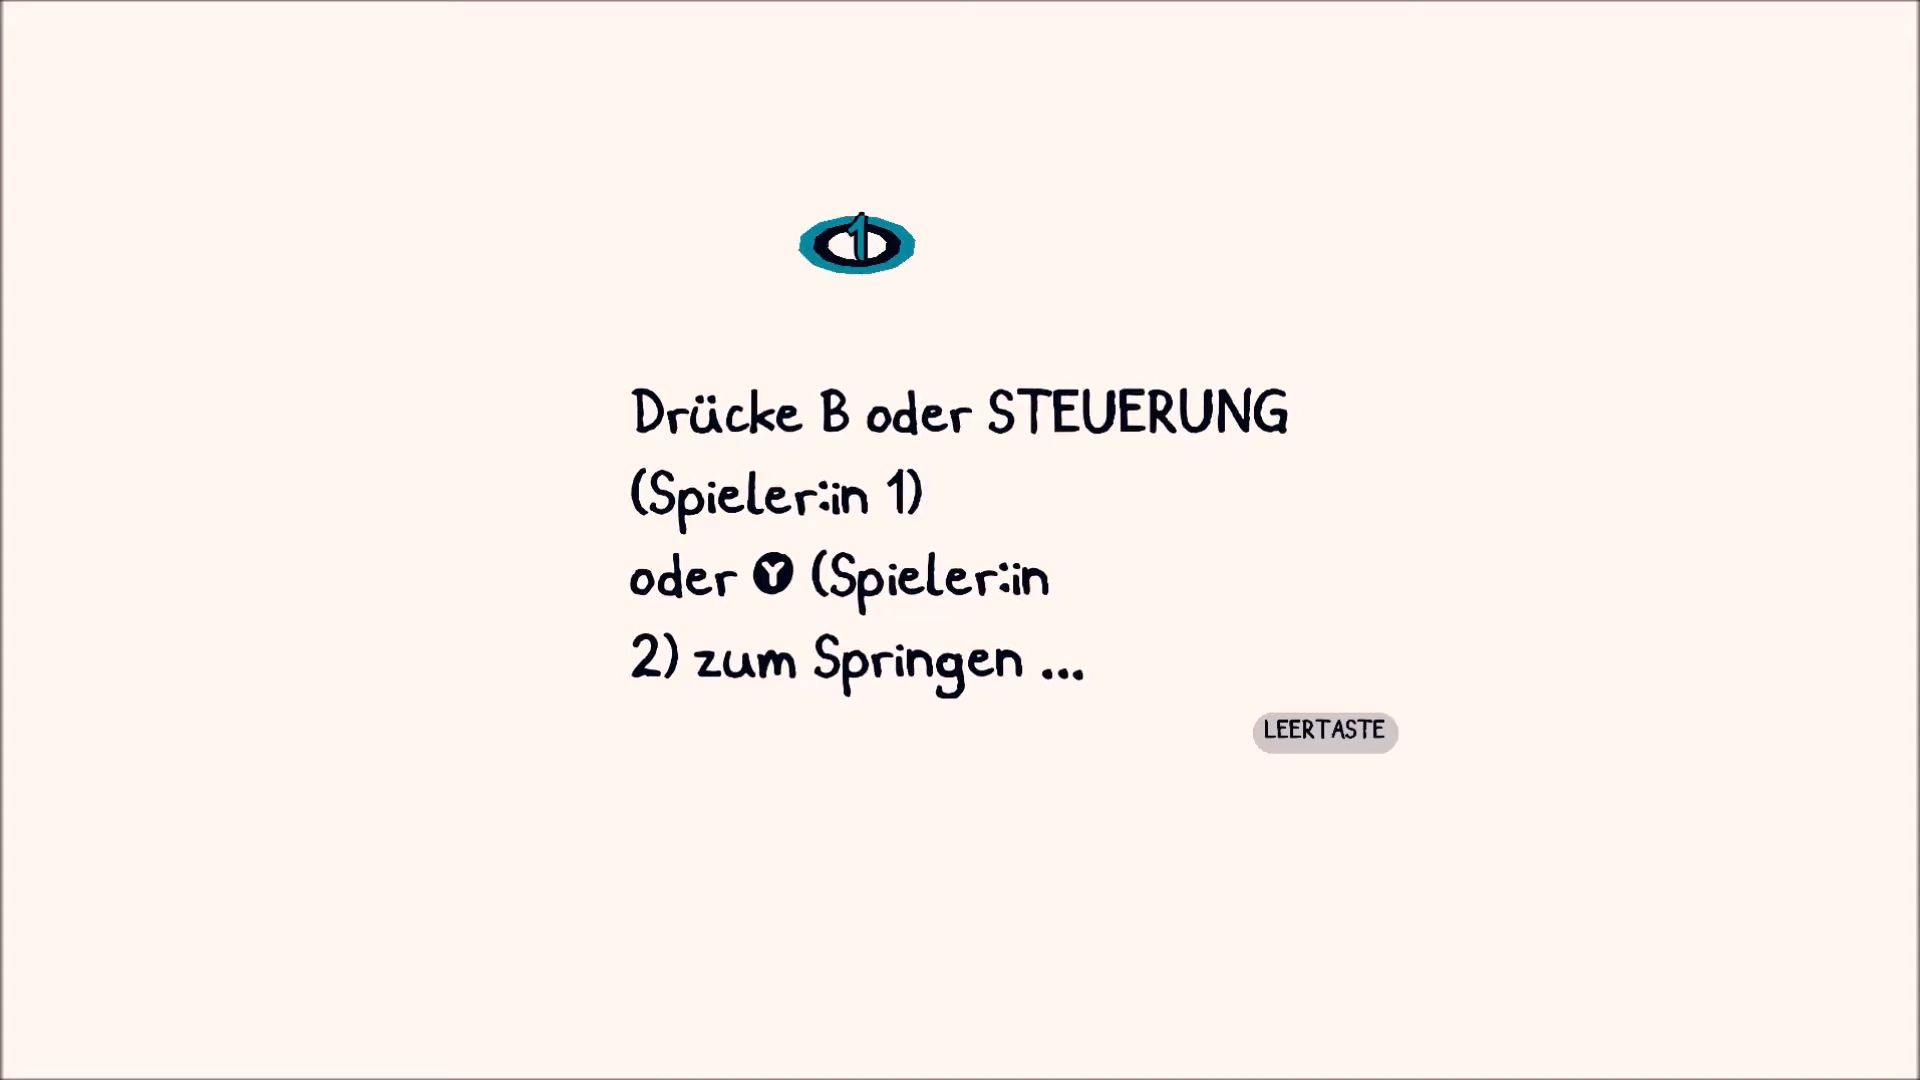 1
Drücke B oder STEUERUNG
(Spieler:in 1)
oder Y (Spieler:in
2) zum Springen ...
LEERTASTE